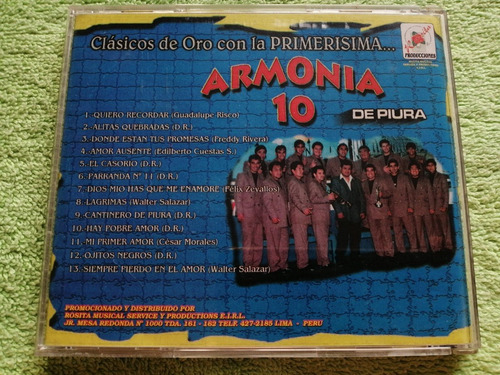 Clásicos de Oro con la PRIMERISIMA...
PRODUCCIONES
ARMONIA
10
DE PIURA
1. QUIERO RECORDAR (Guadalupe Risco)
2. ALITAS QUEBRADAS (D.R.)
3. DONDE ESTAN TUS PROMESAS (Freddy Rivera)
4. AMOR AUSENTE (Edilberto Cuestas S.)
5. EL CASORIO (D.R.)
6. PARRANDA Nº 11 (D.R.)
7. DIOS MIO HAS QUE ME ENAMORE (Felix Zevallos)
8. LAGRIMAS (Walter Salazar)
9. CANTINERO DE PIURA (D.R.)
10. HAY POBRE AMOR (D.R.)
11. MI PRIMER AMOR (César Morales)
12. OJITOS NEGROS (D.R.)
13. SIEMPRE PIERDO EN EL AMOR (Walter Salazar)
PROMOCIONADO Y DISTRIBUIDO POR
ROSITA MUSICAL SERVICE Y PRODUCTIONS E.I.R.L.
JR. MESA REDONDA Nº 1000 TDA. 161 - 162 TELF. 427-2185 LIMA - PERU